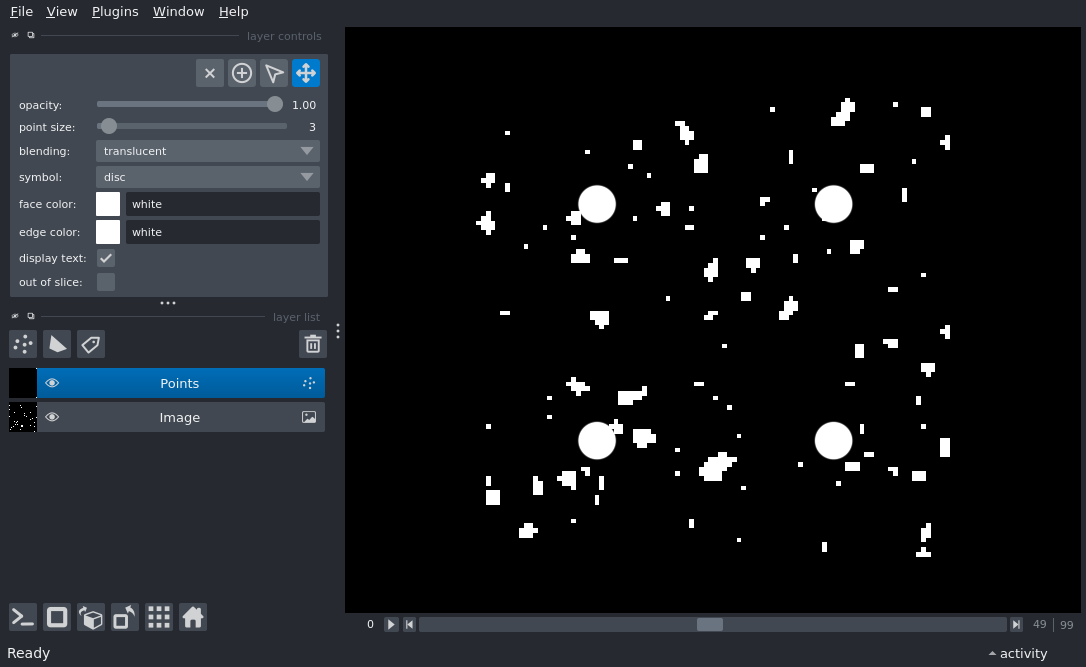 File View Plugins Window Help
layer controls
opacity: 1.00
point size: 3
blending: translucent
symbol: disc
face color: white
edge color: white
display text:
out of slice:
layer list
Points
Image
0 49 | 99
Ready activity